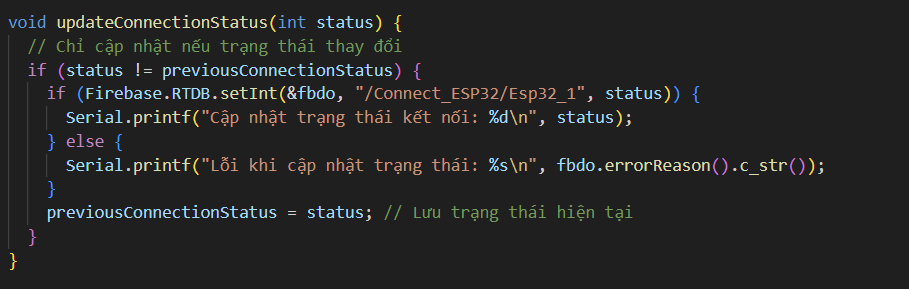 void updateConnectionStatus(int status) {
  // Chỉ cập nhật nếu trạng thái thay đổi
  if (status != previousConnectionStatus) {
    if (Firebase.RTDB.setInt(&fbdo, "/Connect_ESP32/Esp32_1", status)) {
      Serial.printf("Cập nhật trạng thái kết nối: %d\n", status);
    } else {
      Serial.printf("Lỗi khi cập nhật trạng thái: %s\n", fbdo.errorReason().c_str());
    }
    previousConnectionStatus = status; // Lưu trạng thái hiện tại
  }
}